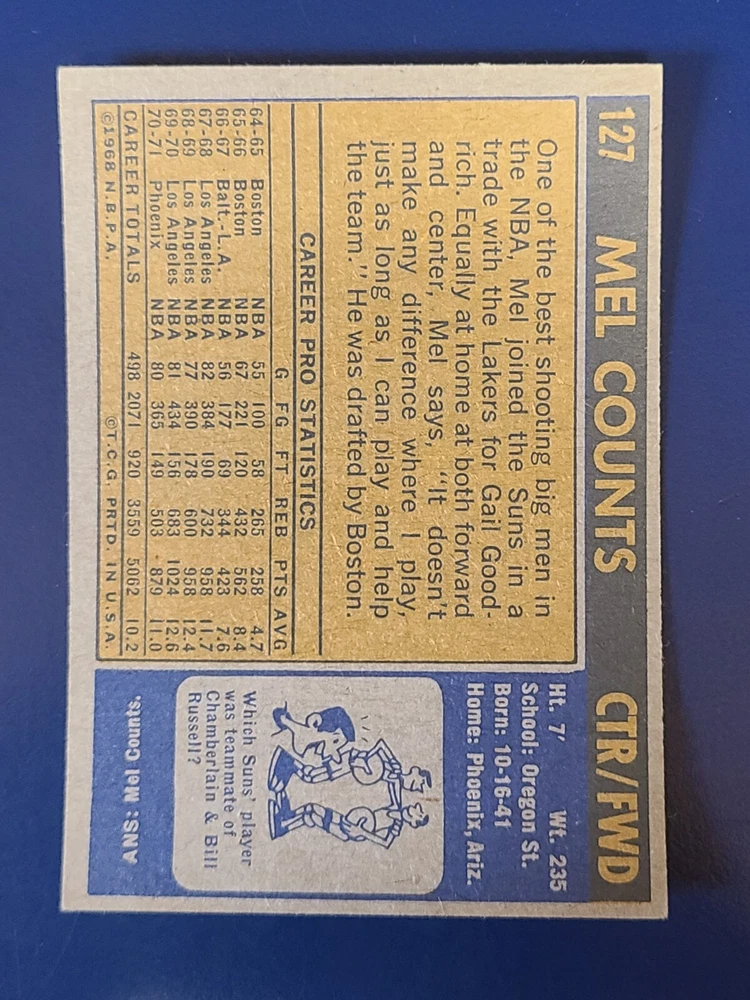 127 MEL COUNTS CTR/FWD
One of the best shooting big men in
the NBA, Mel joined the Suns in a
trade with the Lakers for Gail Good-
rich. Equally at home at both forward
and center, Mel says, "It doesn't
make any difference where I play,
just as long as I can play and help
the team." He was drafted by Boston.
CAREER PRO STATISTICS
G FG FT REB PTS AVG
64-65 Boston NBA 55 100 58 265 258 4.7
65-66 Boston NBA 67 221 120 432 562 8.4
66-67 Balt.-L.A. NBA 56 177 69 344 423 7.6
67-68 Los Angeles NBA 82 384 190 732 958 11.7
68-69 Los Angeles NBA 77 390 178 600 958 12.4
69-70 Los Angeles NBA 81 434 156 683 1024 12.6
70-71 Phoenix NBA 80 365 149 503 879 11.0
CAREER TOTALS 498 2071 920 3559 5062 10.2
©1968 N.B.P.A. ©T.C.G. PRTD. IN U.S.A.
Ht. 7' Wt. 235
School: Oregon St.
Born: 10-16-41
Home: Phoenix, Ariz.
Which Suns' player
was teammate of
Chamberlain & Bill
Russell?
ANS: Mel Counts.